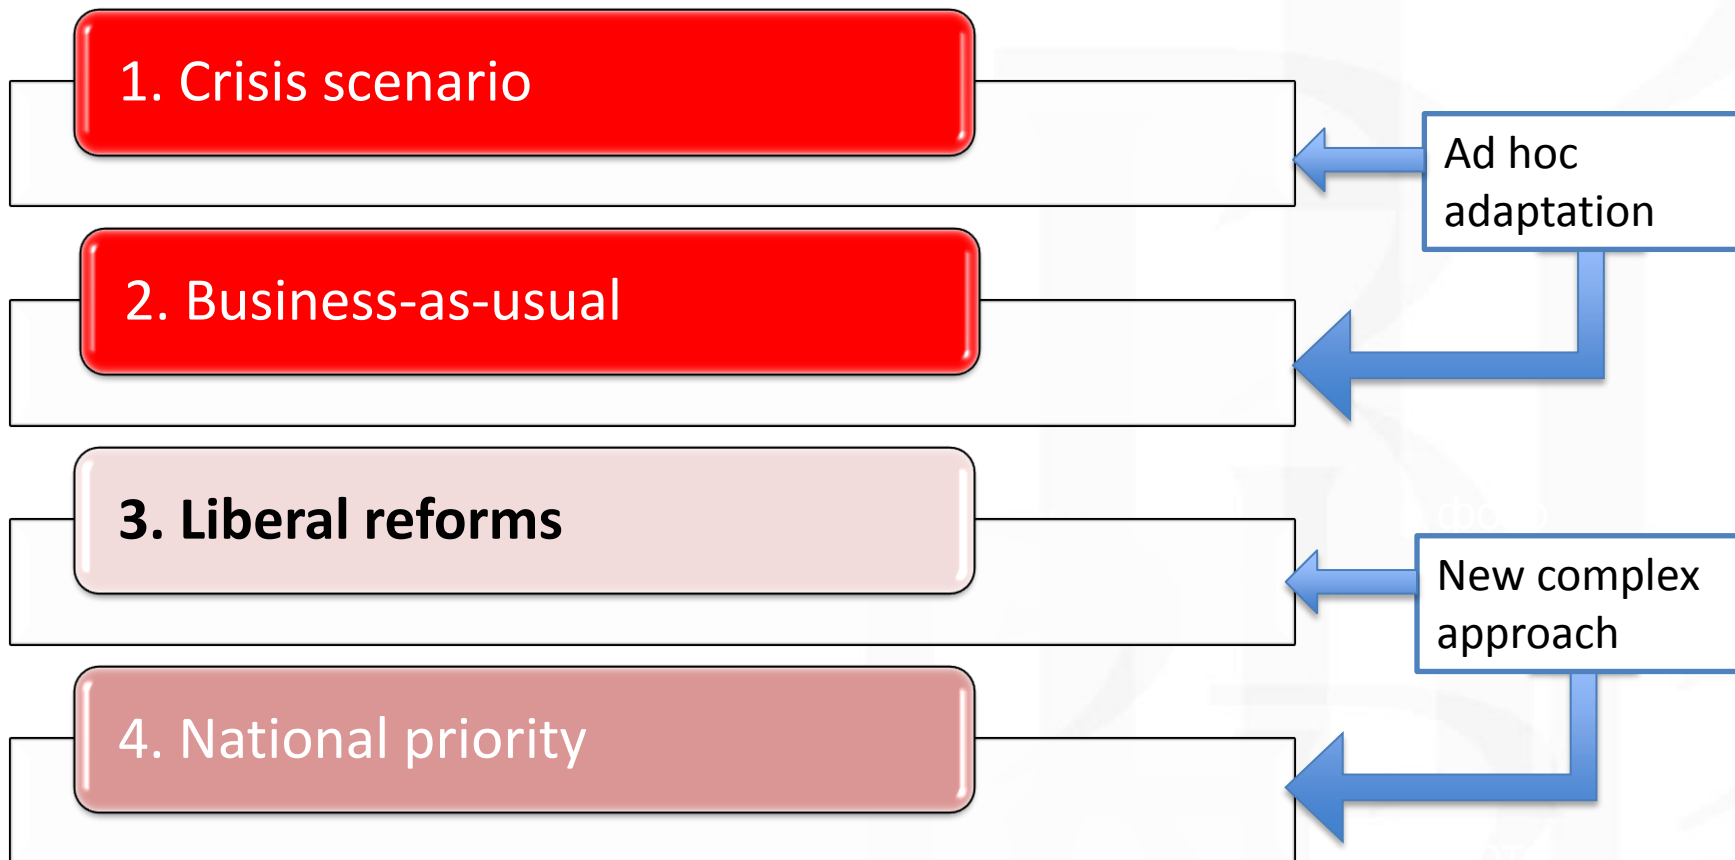 1. Crisis scenario
Ad hoc
adaptation
2. Business-as-usual
3. Liberal reforms
New complex
approach
4. National priority